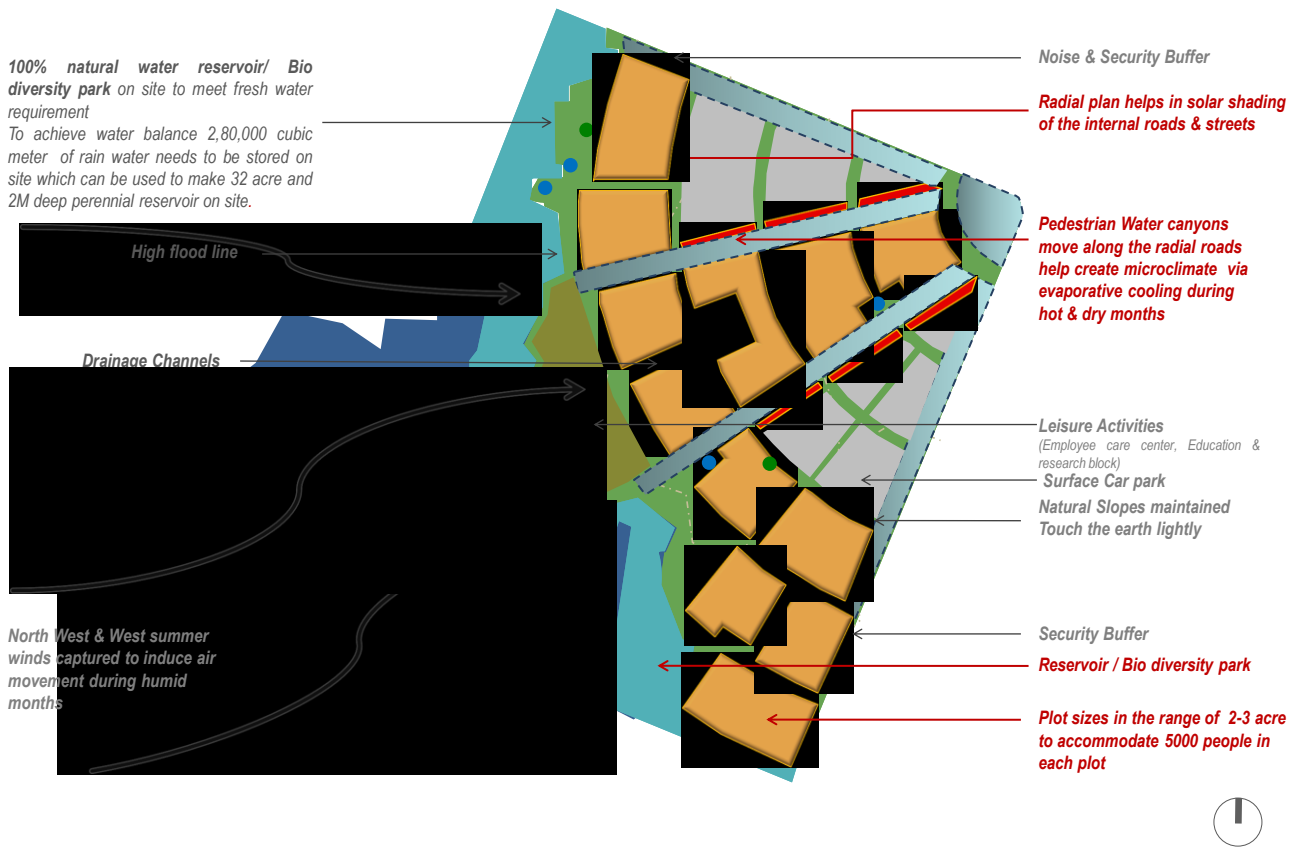 100% natural water reservoir/ Bio
diversity park on site to meet fresh water
requirement
To achieve water balance 2,80,000 cubic
meter of rain water needs to be stored on
site which can be used to make 32 acre and
2M deep perennial reservoir on site.
High flood line
Drainage Channels
North West & West summer
winds captured to induce air
movement during humid
months
Noise & Security Buffer
Radial plan helps in solar shading
of the internal roads & streets
Pedestrian Water canyons
move along the radial roads
help create microclimate via
evaporative cooling during
hot & dry months
Leisure Activities
(Employee care center, Education &
research block)
Surface Car park
Natural Slopes maintained
Touch the earth lightly
Security Buffer
Reservoir / Bio diversity park
Plot sizes in the range of 2-3 acre
to accommodate 5000 people in
each plot